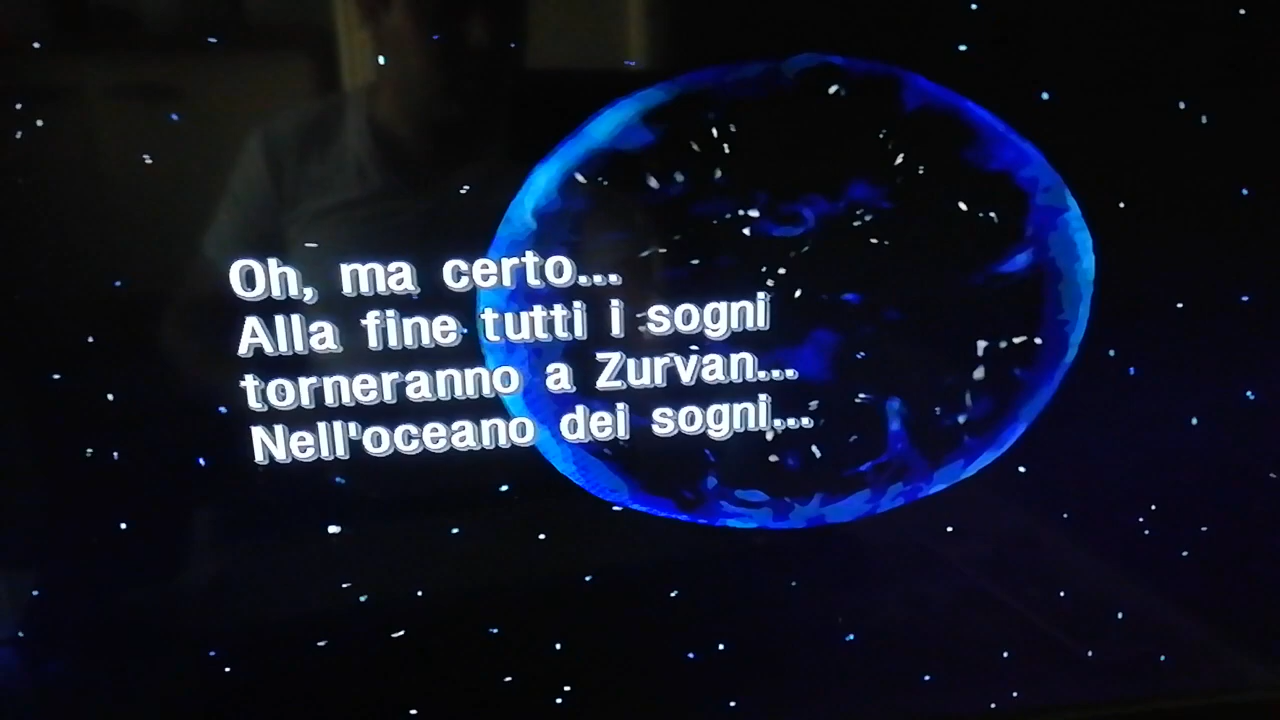 Oh, ma certo...
Alla fine tutti i sogni
torneranno a Zurvan...
Nell'oceano dei sogni...